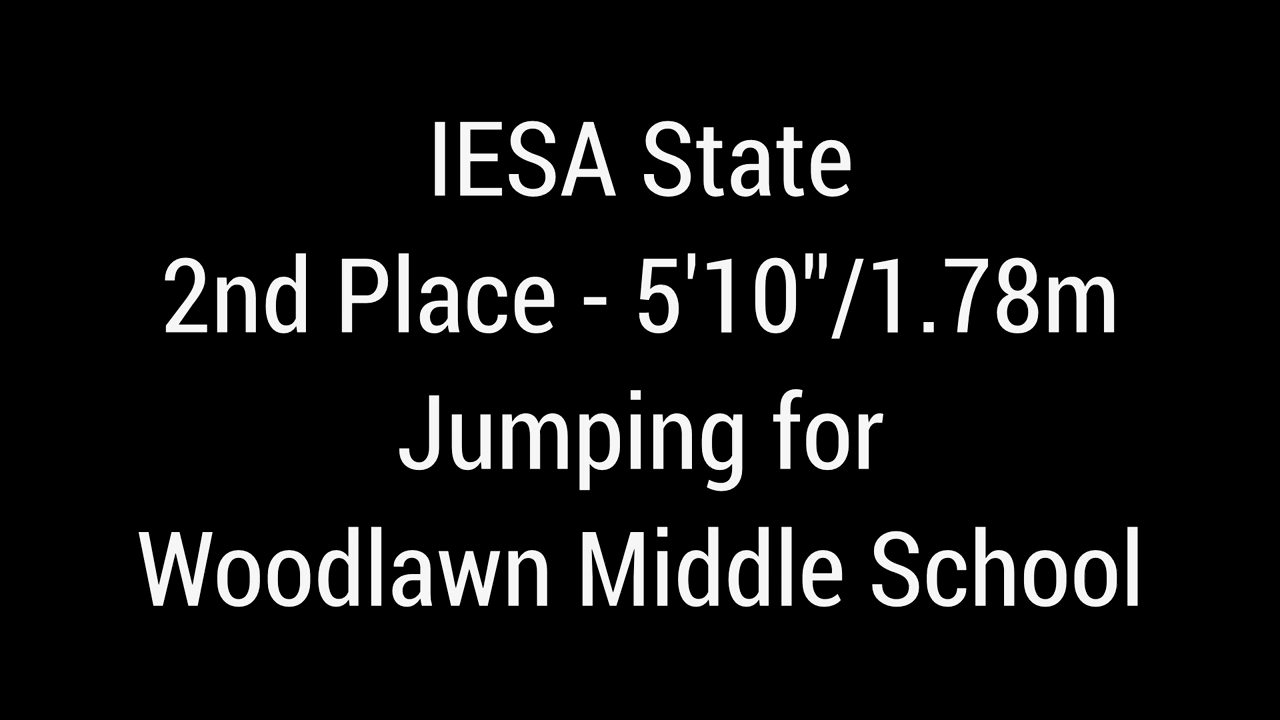 IESA State
2nd Place - 5'10"/1.78m
Jumping for
Woodlawn Middle School